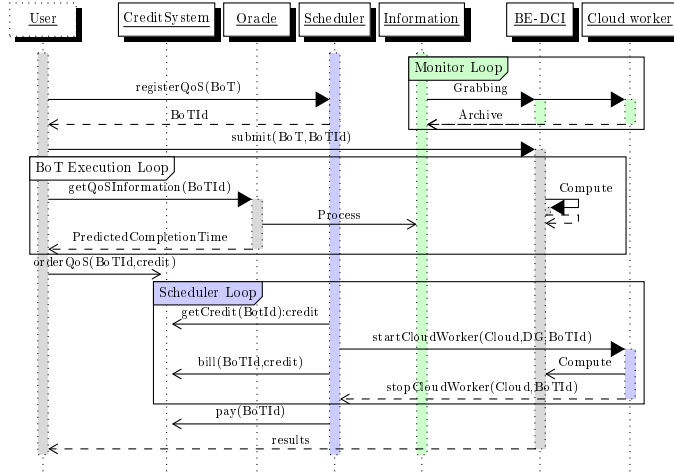 User CreditSystem Oracle Scheduler Information BE-DCI Cloud worker
Monitor Loop
registerQoS(BoT)
Grabbing
BoTId
Archive
submit(BoT,BoTId)
BoT Execution Loop
getQoSInformation(BoTId)
Compute
Process
PredictedCompletionTime
orderQoS(BoTId,credit)
Scheduler Loop
getCredit(BotId):credit
startCloudWorker(Cloud,DG,BoTId)
bill(BoTId,credit)
Compute
stopCloudWorker(Cloud,BoTId)
pay(BoTId)
results